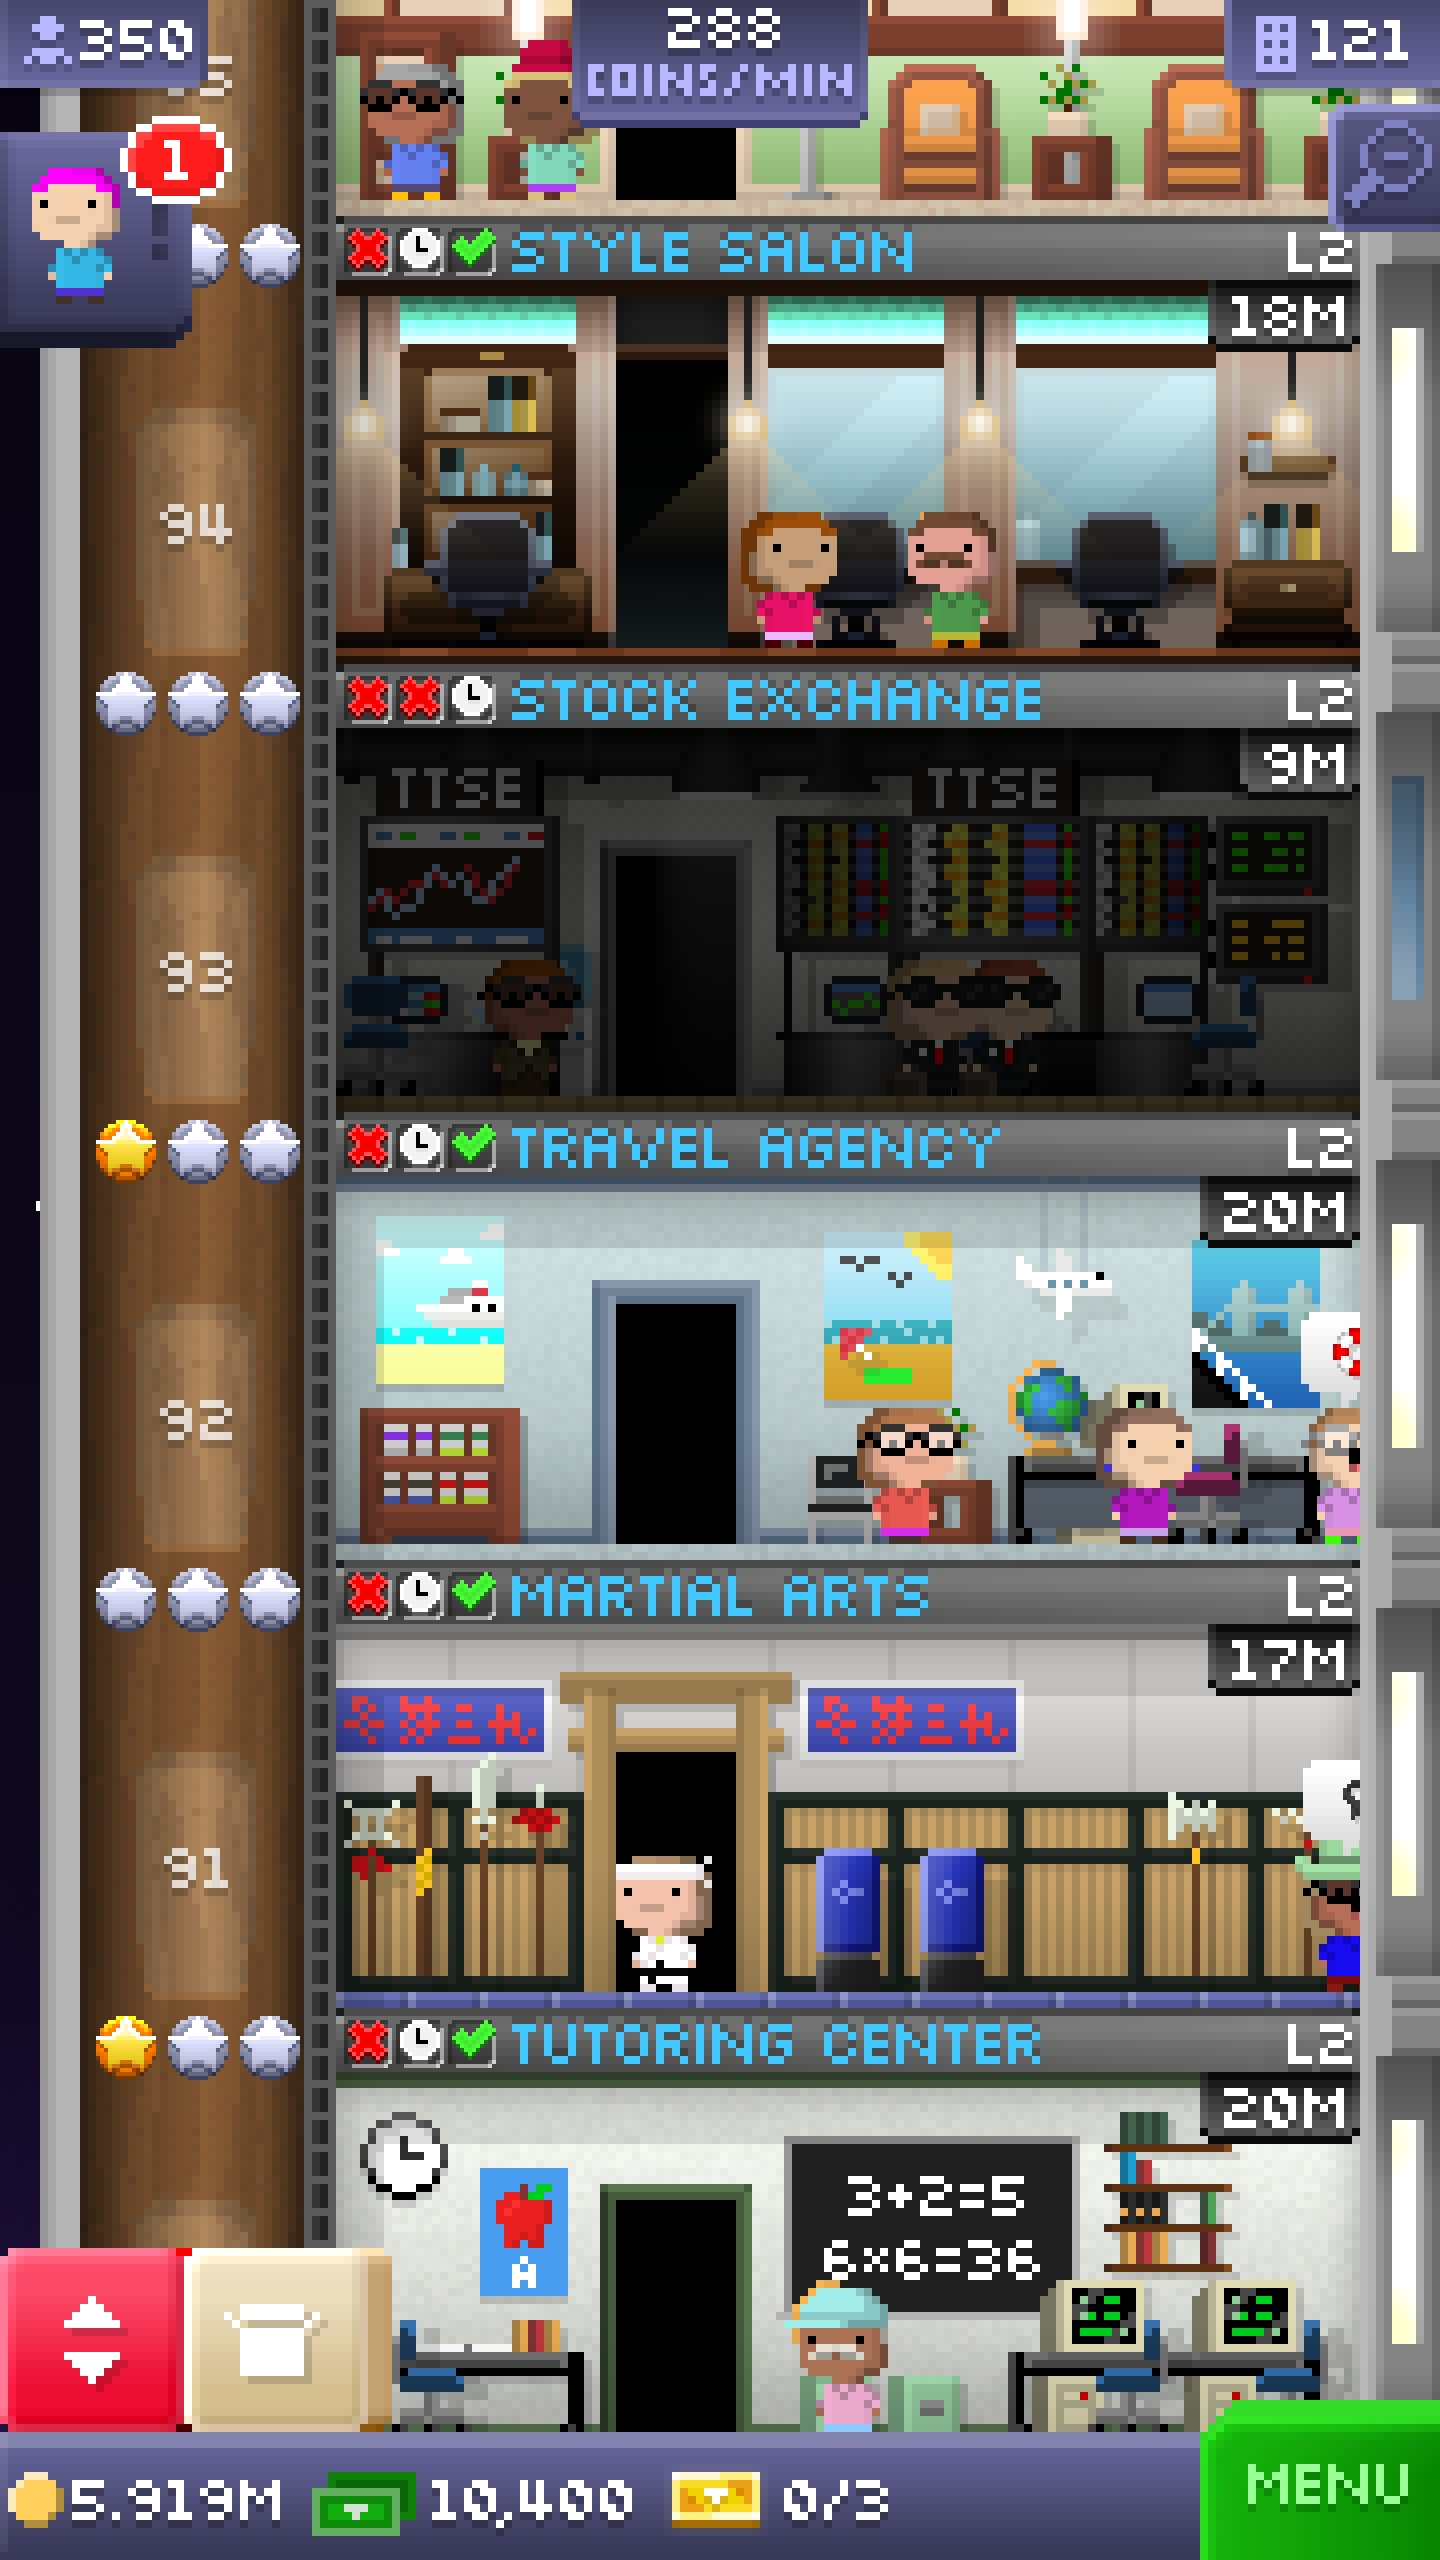 350
288
COINS/MIN
121
1
STYLE SALON L2
18M
94
STOCK EXCHANGE L2
9M
TTSE TTSE
93
TRAVEL AGENCY L2
20M
92
MARTIAL ARTS L2
17M
91
TUTORING CENTER L2
20M
3+2=5
6×6=36
A
5.919M 10,400 0/3
MENU